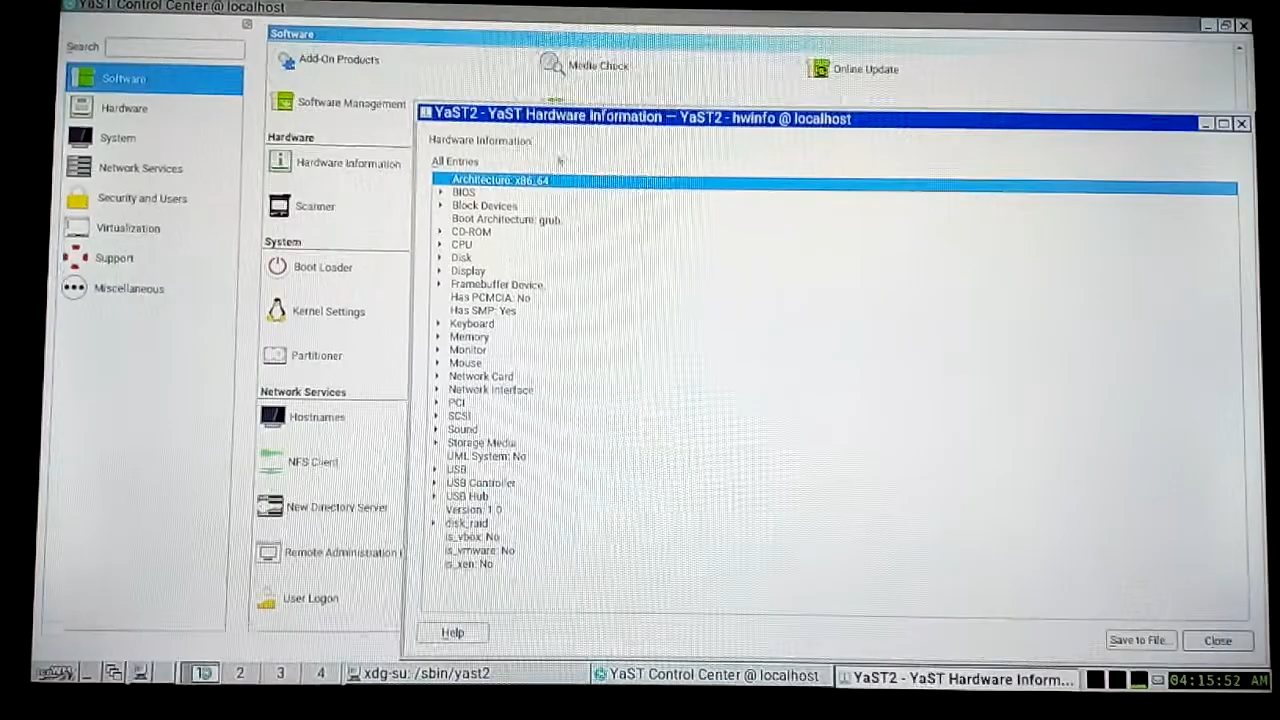 YaST Control Center @ localhost
Search
Software
Hardware
System
Network Services
Security and Users
Virtualization
Support
Miscellaneous
Software
Add-On Products
Media Check
Online Update
Software Management
Hardware
Hardware Information
Scanner
System
Boot Loader
Kernel Settings
Partitioner
Network Services
Hostnames
NFS Client
New Directory Server
Remote Administration
User Logon
YaST2 - YaST Hardware Information — YaST2 - hwinfo @ localhost
Hardware Information
All Entries
Architecture: x86_64
BIOS
Block Devices
Boot Architecture: grub
CD-ROM
CPU
Disk
Display
Framebuffer Device
Has PCMCIA: No
Has SMP: Yes
Keyboard
Memory
Monitor
Mouse
Network Card
Network Interface
PCI
SCSI
Sound
Storage Media
UML System: No
USB
USB Controller
USB Hub
Version: 1.0
disk_raid
is_vbox: No
is_vmware: No
is_xen: No
Help
Save to File...
Close
1
2
3
4
xdg-su: /sbin/yast2
YaST Control Center @ localhost
YaST2 - YaST Hardware Inform...
04:15:52 AM